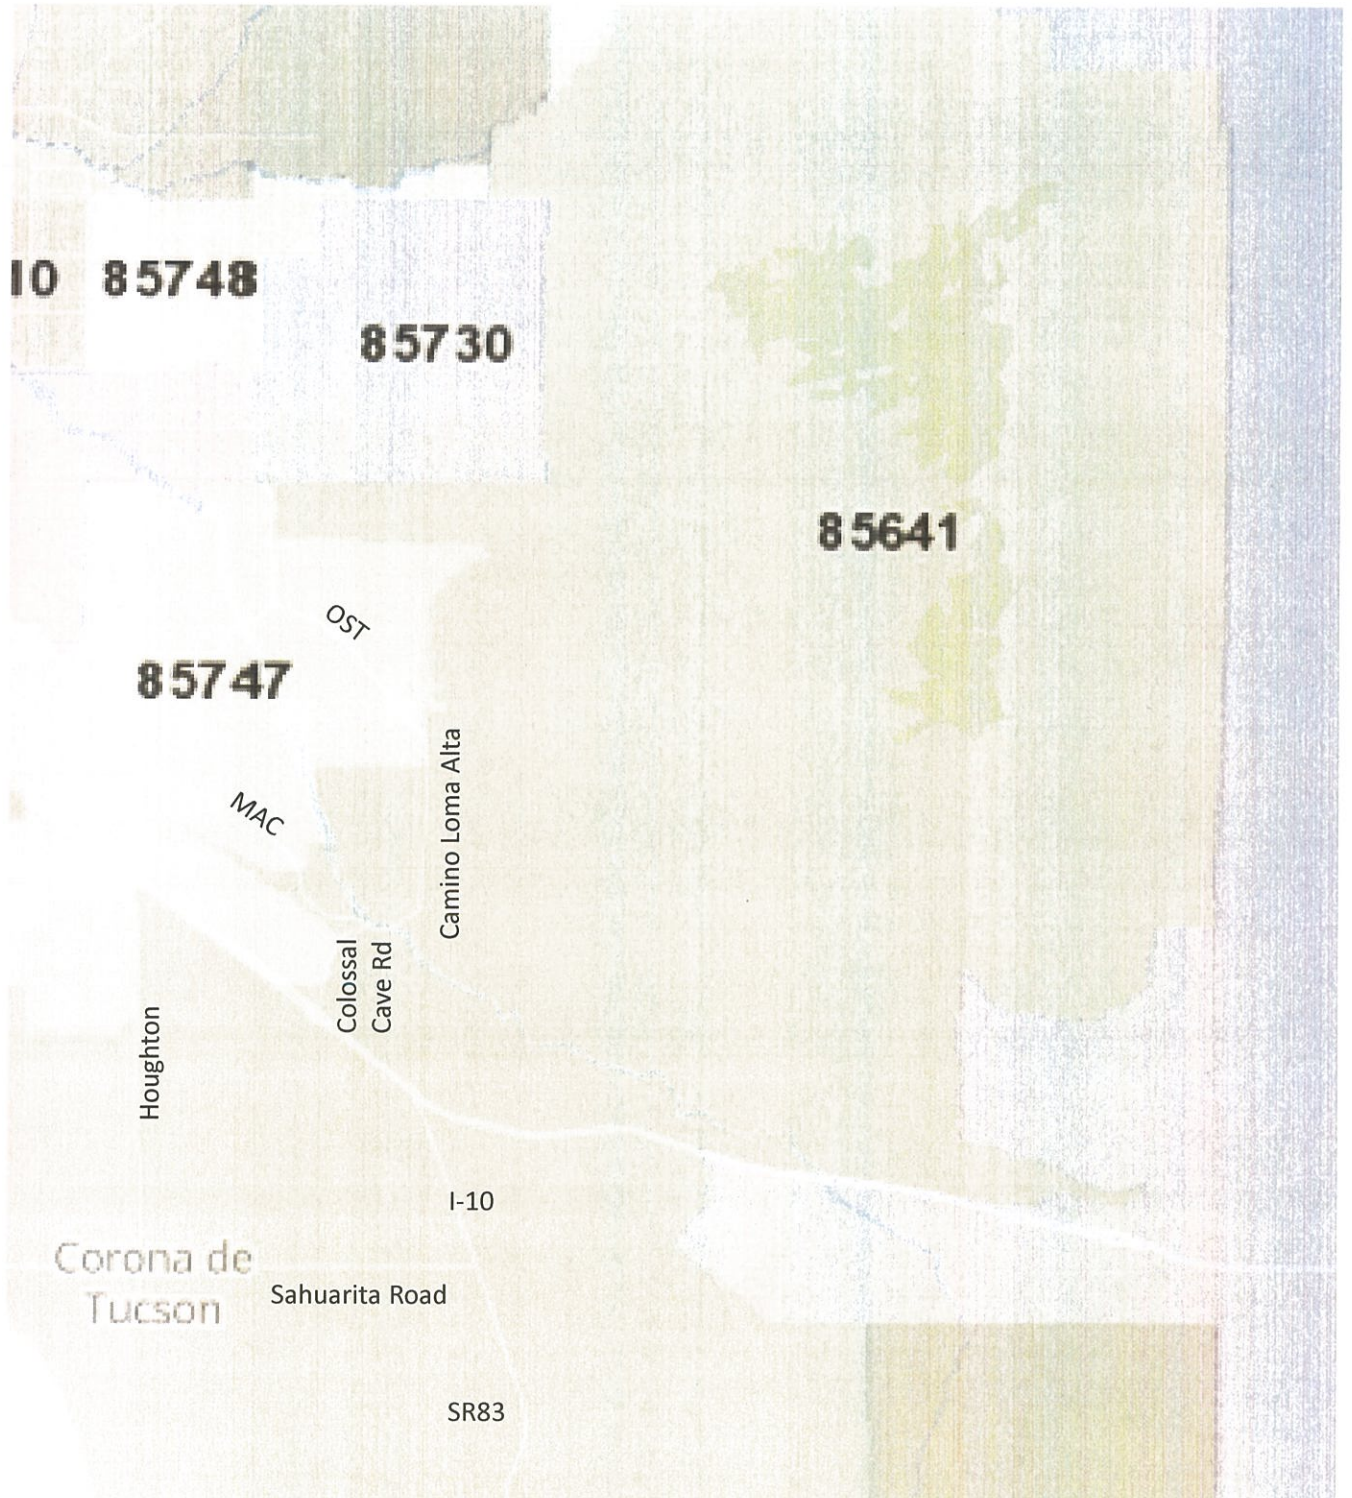 10 85748
85730
85641
OST
85747
Camino Loma Alta
MAC
Colossal
Cave Rd
Houghton
I-10
Corona de
Tucson
Sahuarita Road
SR83